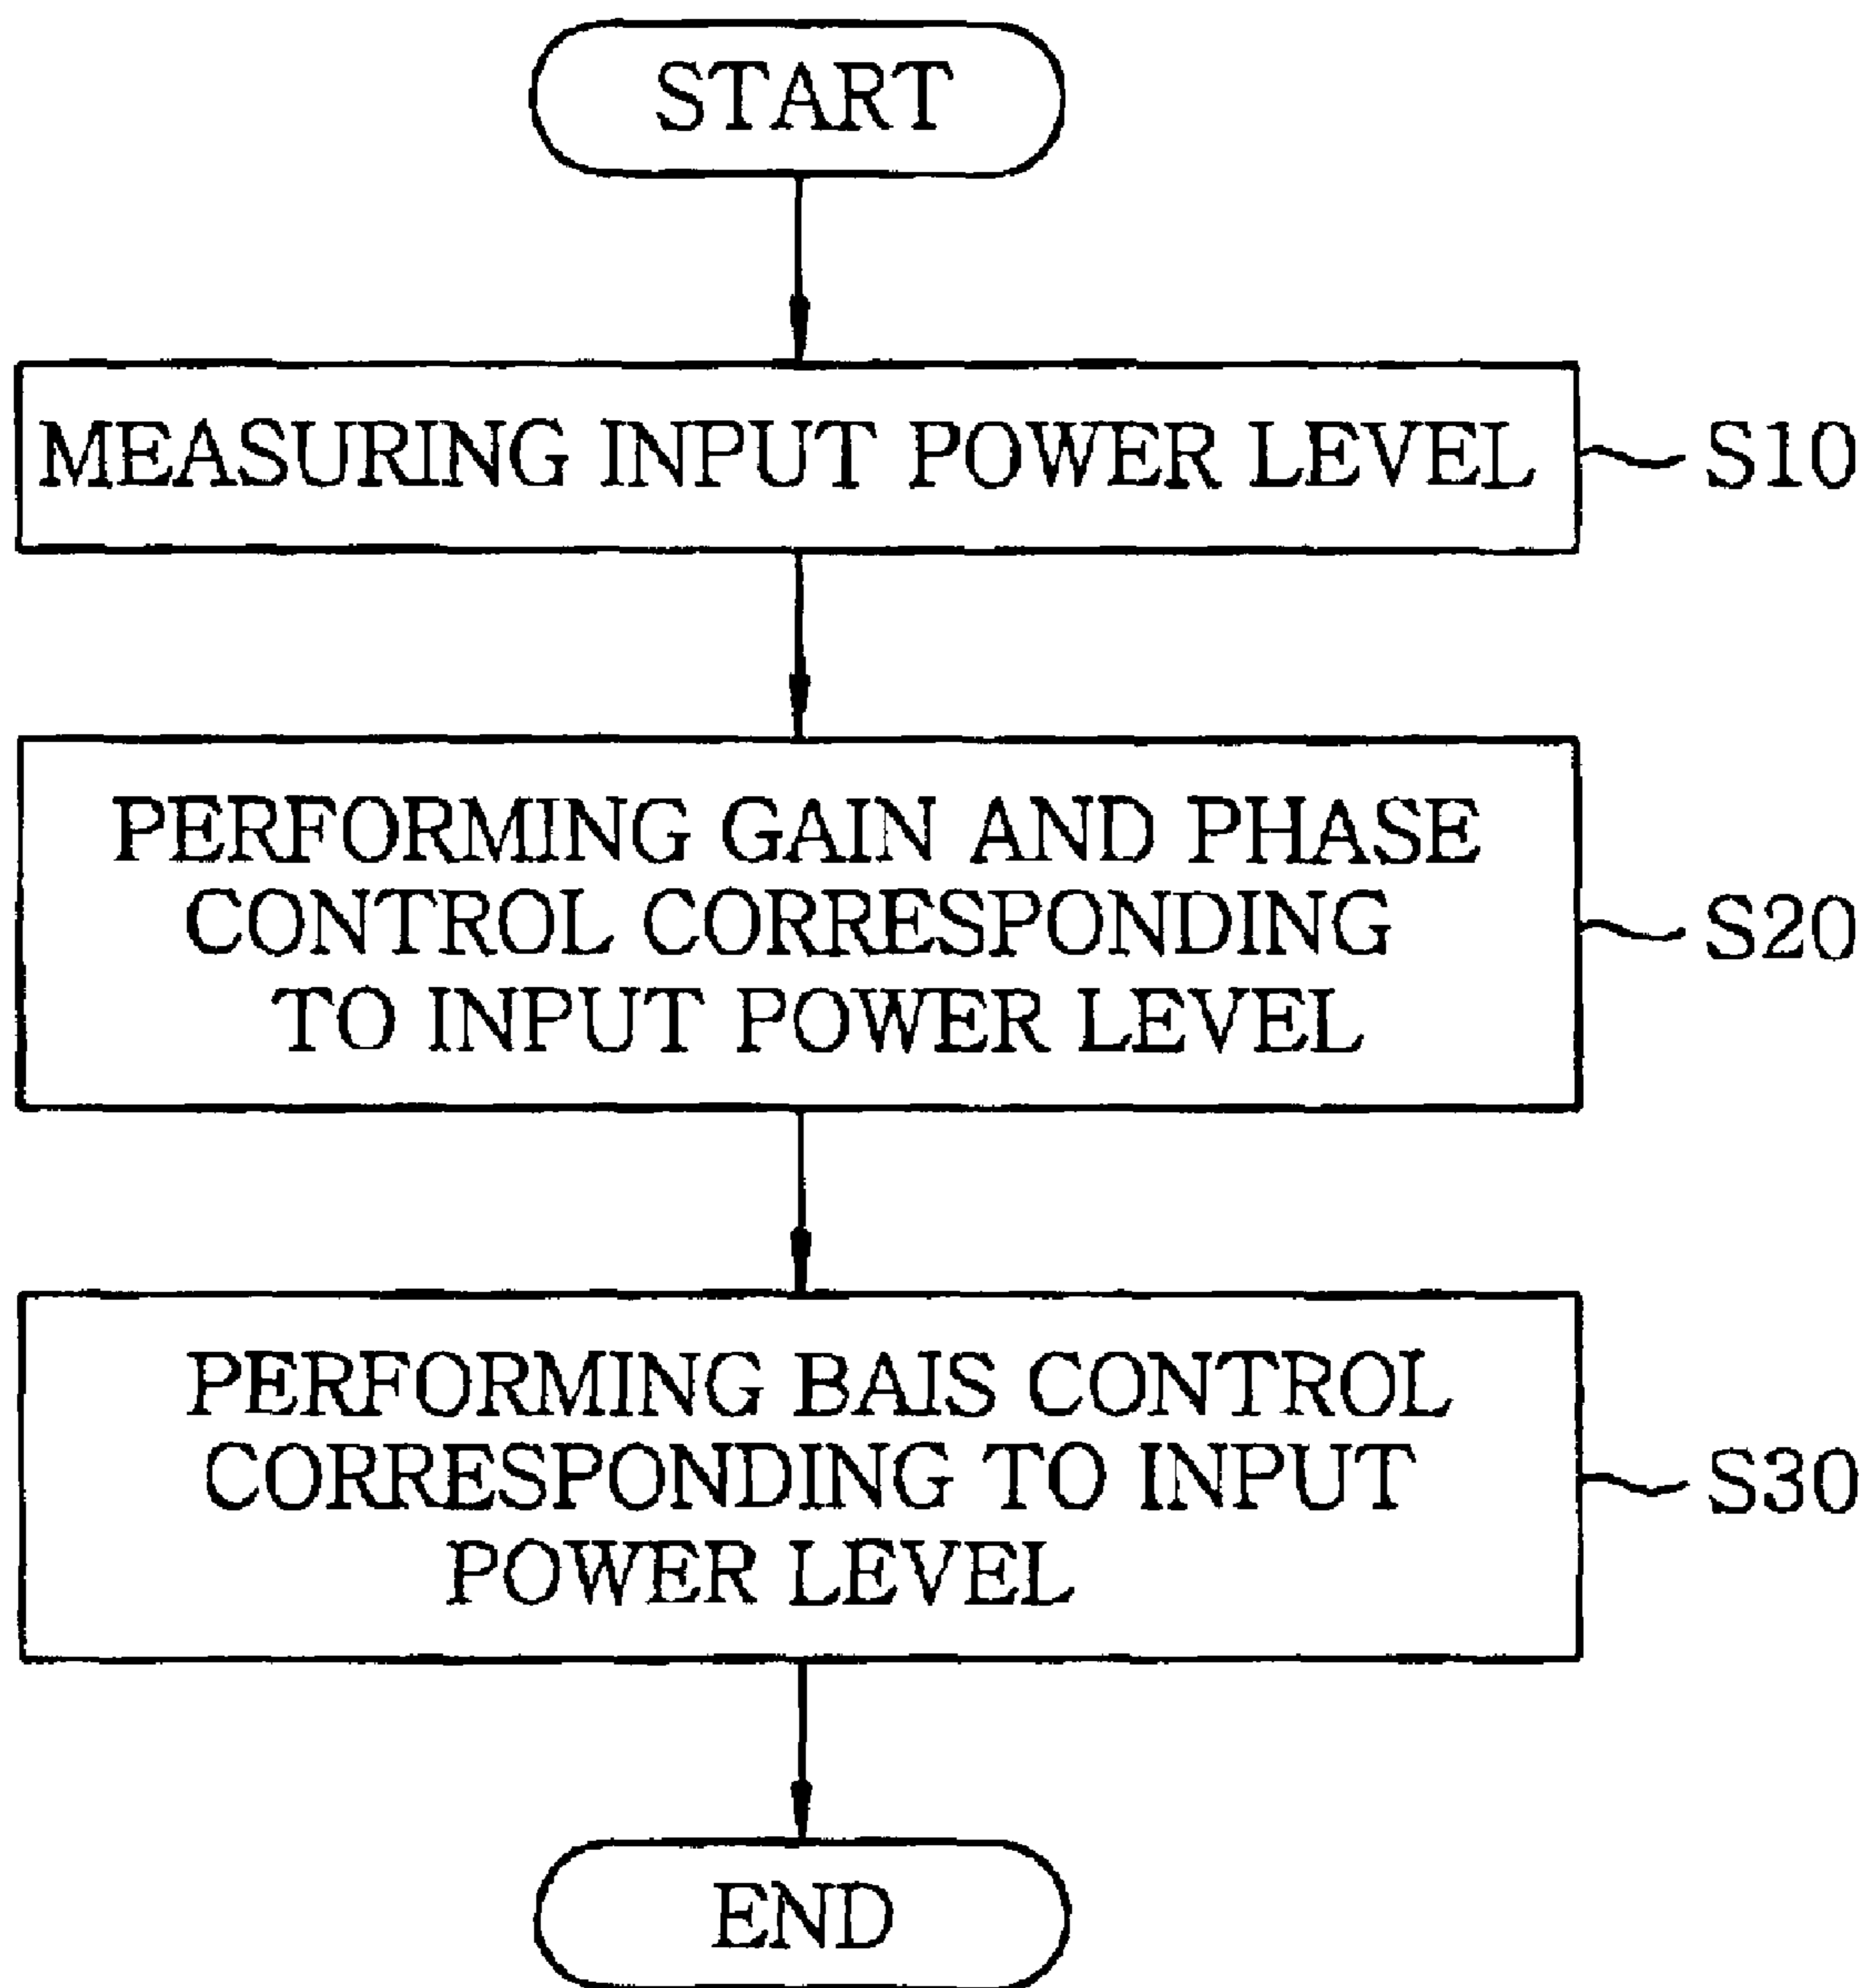 START
MEASURING INPUT POWER LEVEL
S10
PERFORMING GAIN AND PHASE
CONTROL CORRESPONDING
TO INPUT POWER LEVEL
S20
PERFORMING BAIS CONTROL
CORRESPONDING TO INPUT
POWER LEVEL
S30
END